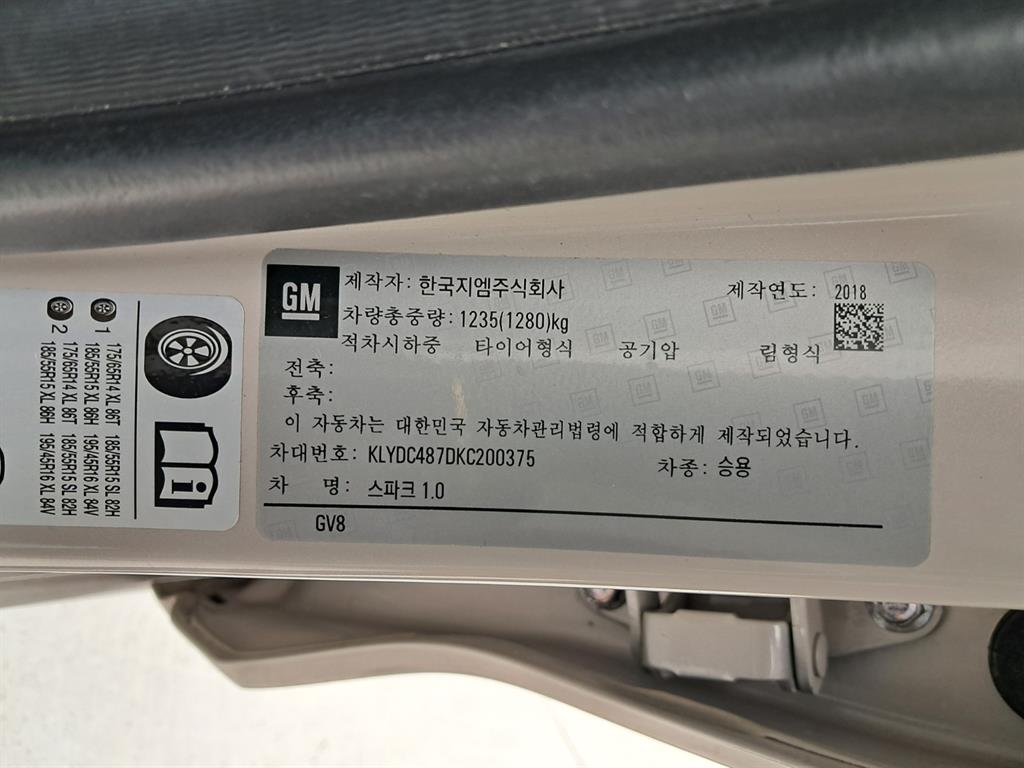 GM
제작자: 한국지엠주식회사 제작연도: 2018
차량총중량: 1235(1280)kg
적차시하중 타이어형식 공기압 림형식
전축:
후축:
이 자동차는 대한민국 자동차관리법령에 적합하게 제작되었습니다.
차대번호: KLYDC487DKC200375 차종: 승용
차 명: 스파크 1.0
GV8
1 175/65R14 XL 86T 185/55R15 SL 82H
185/55R15 XL 86H 195/45R16 XL 84V
2 175/65R14 XL 86T 185/55R15 SL 82H
185/55R15 XL 86H 195/45R16 XL 84V